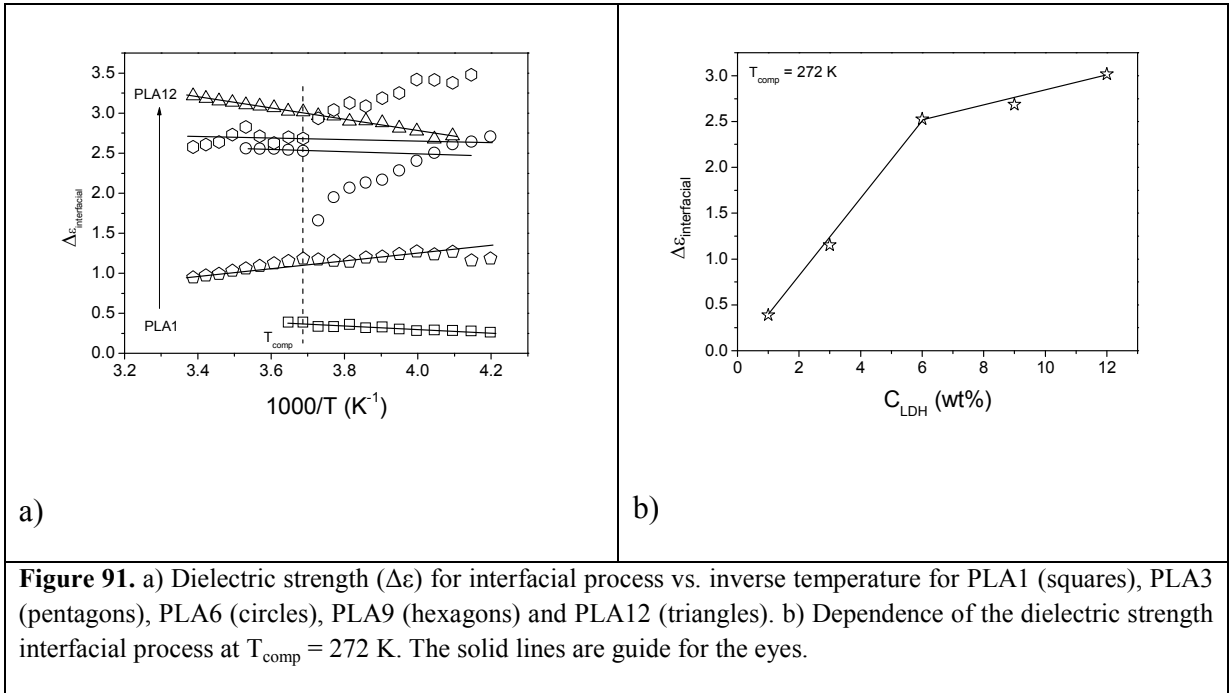 3.5
3.0
2.5
2.0
1.5
1.0
0.5
0.0
Δε_interfacial
PLA12
PLA1
T_comp
3.2 3.4 3.6 3.8 4.0 4.2
1000/T (K⁻¹)
a)
T_comp = 272 K
3.0
2.5
2.0
1.5
1.0
0.5
0.0
Δε_interfacial
0 2 4 6 8 10 12
C_LDH (wt%)
b)
Figure 91. a) Dielectric strength (Δε) for interfacial process vs. inverse temperature for PLA1 (squares), PLA3
(pentagons), PLA6 (circles), PLA9 (hexagons) and PLA12 (triangles). b) Dependence of the dielectric strength
interfacial process at T_comp = 272 K. The solid lines are guide for the eyes.